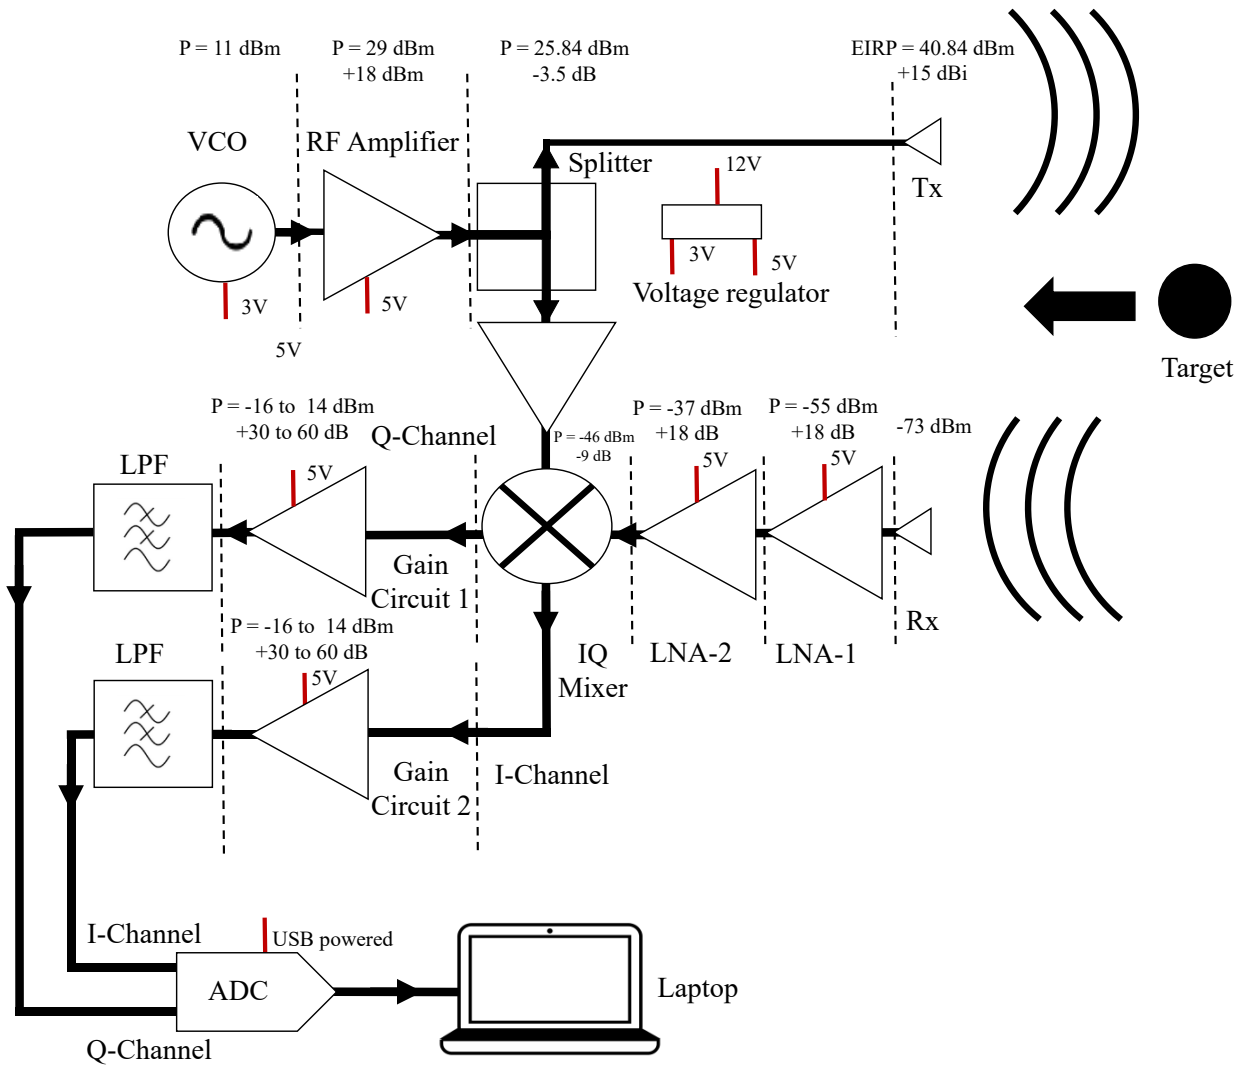 P = 11 dBm
P = 29 dBm
+18 dBm
P = 25.84 dBm
-3.5 dB
EIRP = 40.84 dBm
+15 dBi
VCO
RF Amplifier
Splitter
12V
Tx
3V
5V
3V
5V
Voltage regulator
5V
Target
P = -16 to  14 dBm
+30 to 60 dB
Q-Channel
P = -46 dBm
-9 dB
P = -37 dBm
+18 dB
P = -55 dBm
+18 dB
-73 dBm
LPF
5V
5V
5V
Gain
Circuit 1
Rx
P = -16 to  14 dBm
+30 to 60 dB
LPF
5V
IQ
Mixer
LNA-2
LNA-1
Gain
Circuit 2
I-Channel
I-Channel
USB powered
ADC
Laptop
Q-Channel